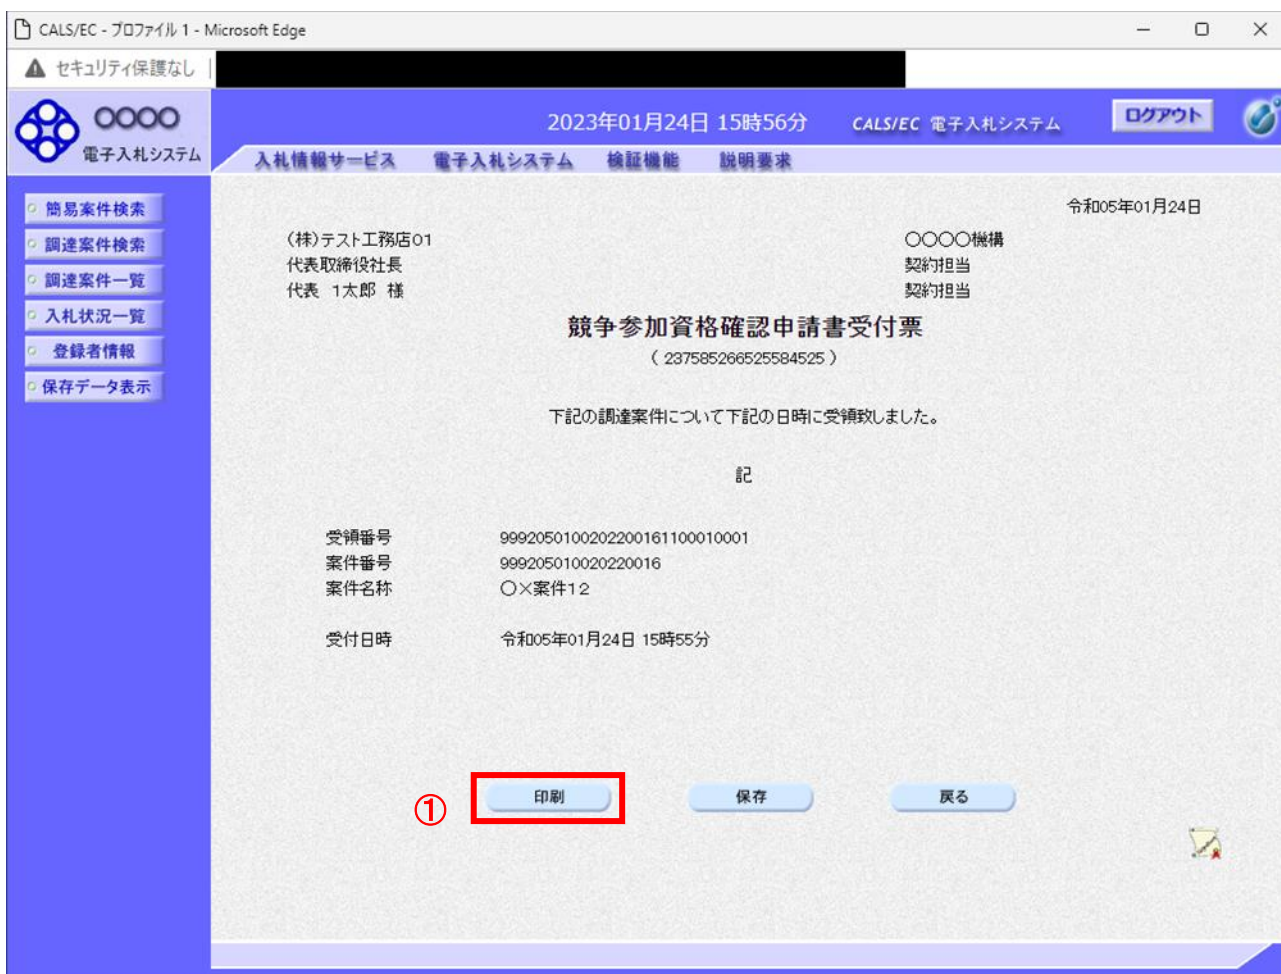 CALS/EC - プロファイル 1 - Microsoft Edge
セキュリティ保護なし
〇〇〇〇
電子入札システム
2023年01月24日 15時56分
CALS/EC 電子入札システム
ログアウト
入札情報サービス 電子入札システム 検証機能 説明要求
簡易案件検索
調達案件検索
調達案件一覧
入札状況一覧
登録者情報
保存データ表示
令和05年01月24日
(株)テスト工務店01
代表取締役社長
代表 1太郎 様
〇〇〇〇機構
契約担当
契約担当
競争参加資格確認申請書受付票
( 237585266525584525 )
下記の調達案件について下記の日時に受領致しました。
記
受領番号 9992050100202200161100010001
案件番号 999205010020220016
案件名称 〇×案件12
受付日時 令和05年01月24日 15時55分
①
印刷 保存 戻る